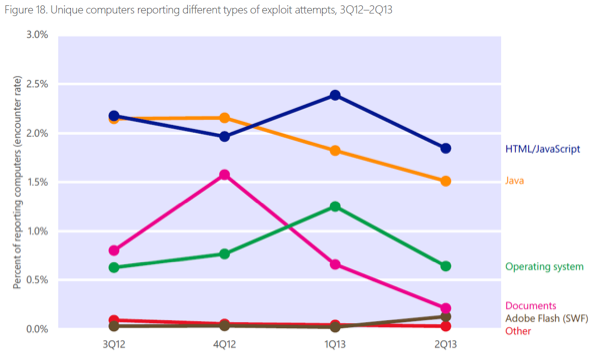 Figure 18. Unique computers reporting different types of exploit attempts, 3Q12–2Q13
Percent of reporting computers (encounter rate)
3.0%
2.5%
2.0%
1.5%
1.0%
0.5%
0.0%
3Q12
4Q12
1Q13
2Q13
HTML/JavaScript
Java
Operating system
Documents
Adobe Flash (SWF)
Other